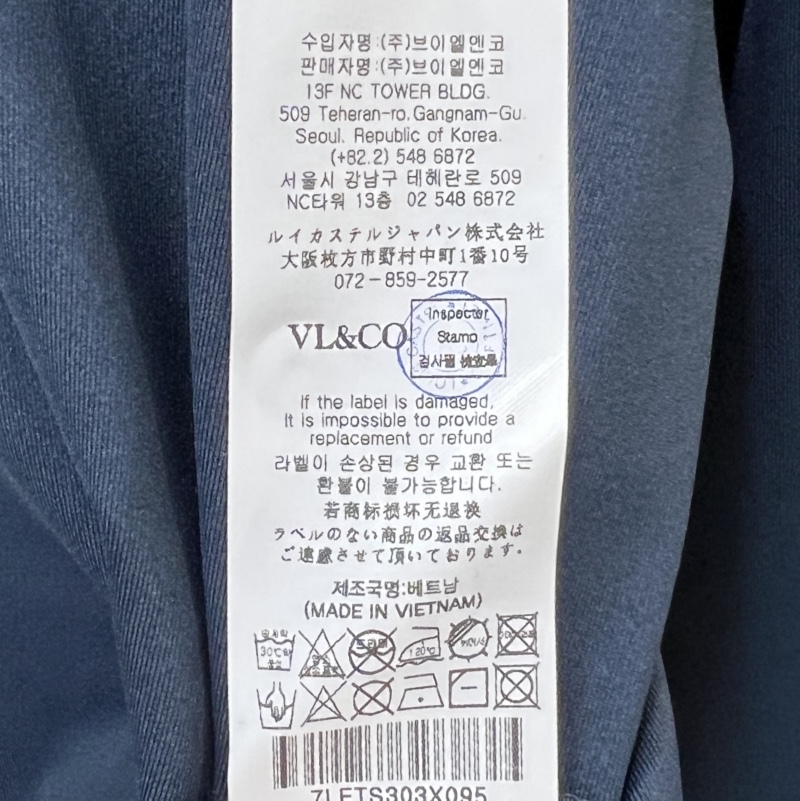 수입자명:(주)브이엘엔코
판매자명:(주)브이엘엔코
13F NC TOWER BLDG.
509 Teheran-ro, Gangnam-Gu.
Seoul. Republic of Korea.
(+82.2) 548 6872
서울시 강남구 테헤란로 509
NC타워 13층 02 548 6872
ルイカステルジャパン株式会社
大阪枚方市野村中町1番10号
072-859-2577
VL&CO
Inspector
Stamp
검사필
If the label is damaged,
It is impossible to provide a
replacement or refund
라벨이 손상된 경우 교환 또는
환불이 불가능합니다.
若商标损坏无退换
ラベルのない商品の返品交換は
ご遠慮させて頂いております。
제조국명:베트남
(MADE IN VIETNAM)
30℃
드라이
120℃
7LETS303X095